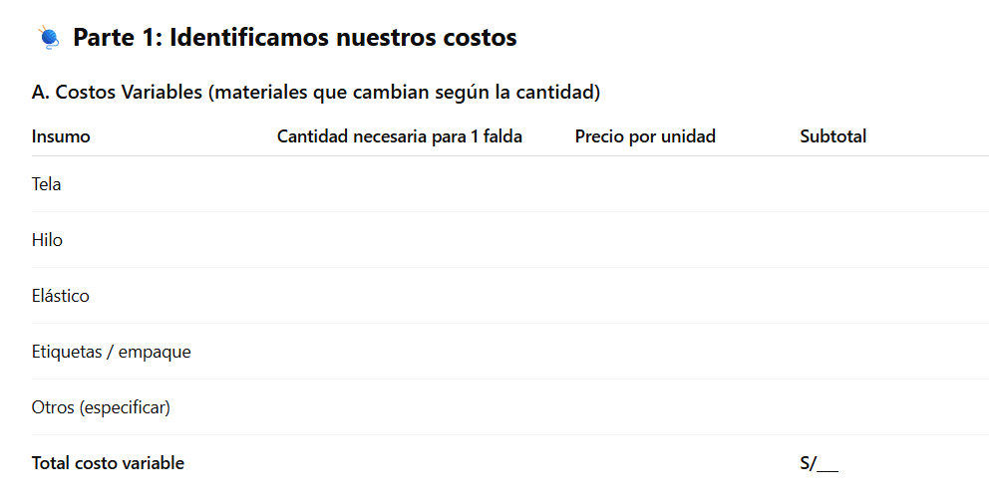 Parte 1: Identificamos nuestros costos
A. Costos Variables (materiales que cambian según la cantidad)
Insumo Cantidad necesaria para 1 falda Precio por unidad Subtotal
Tela
Hilo
Elástico
Etiquetas / empaque
Otros (especificar)
Total costo variable S/___